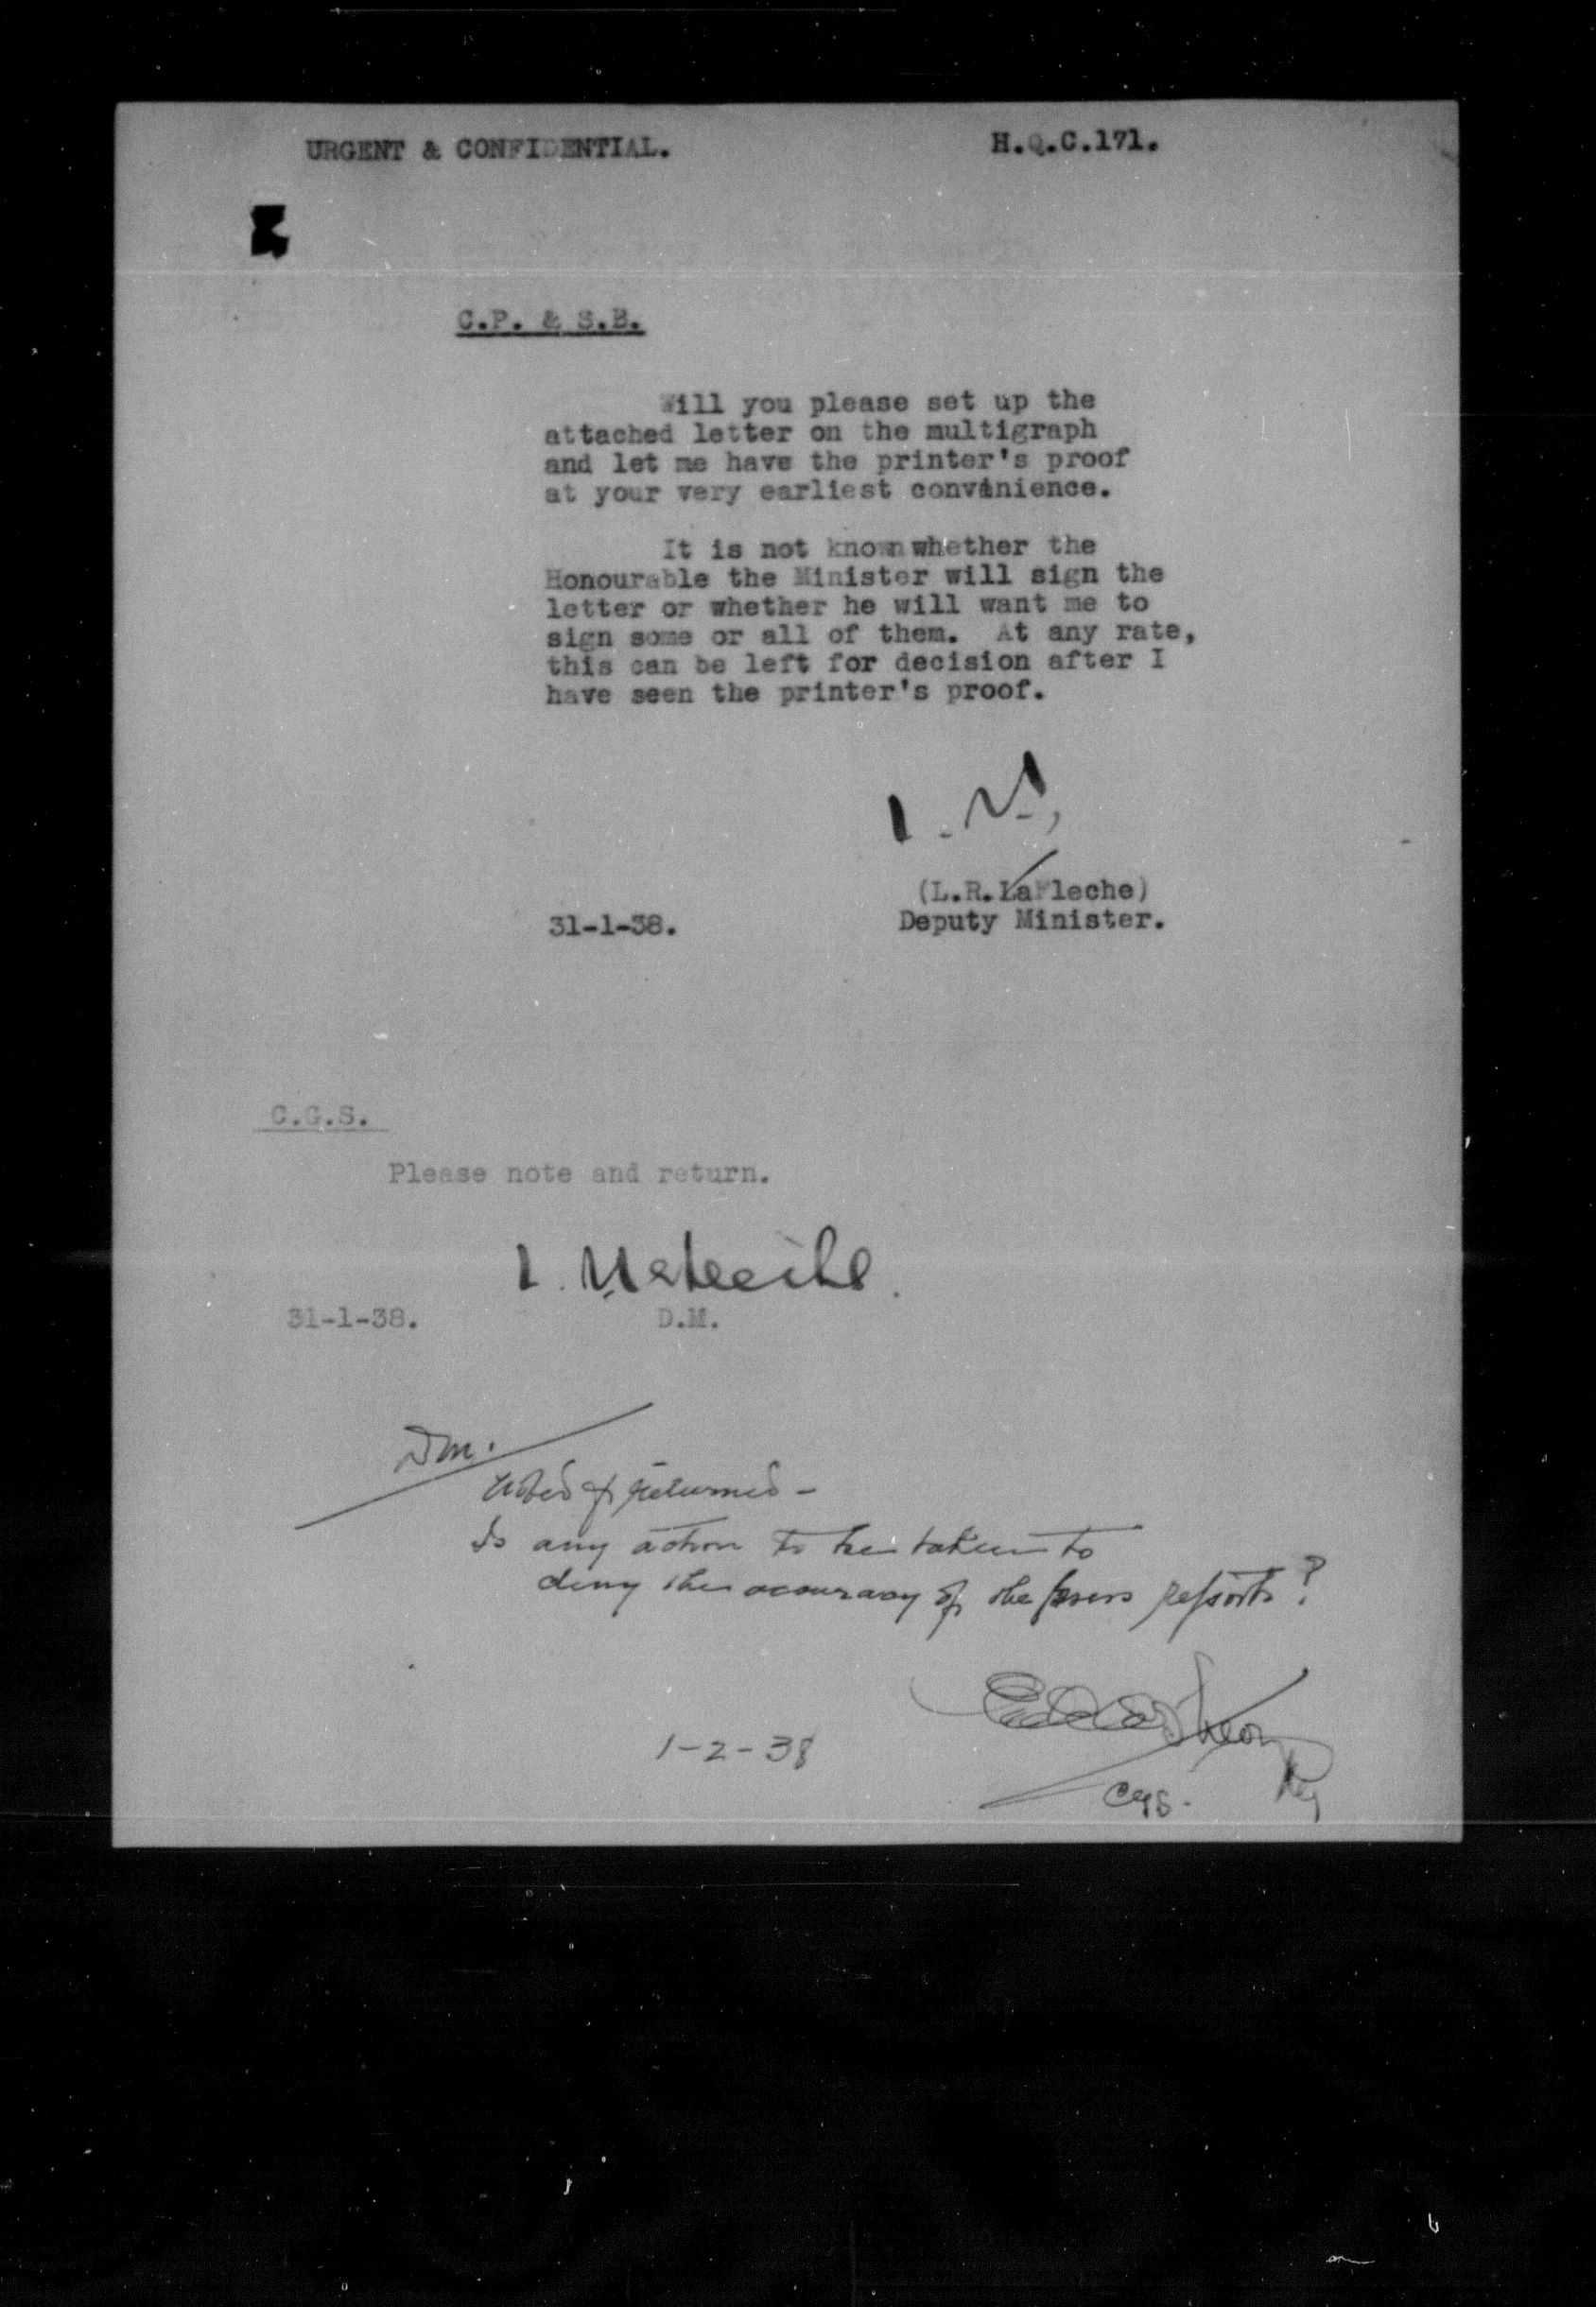 URGENT & CONFIDENTIAL.
H.Q.C.171.
C.P. & S.B.
Will you please set up the
attached letter on the multigraph
and let me have the printer's proof
at your very earliest convinience.
It is not known whether the
Honourable the Minister will sign the
letter or whether he will want me to
sign some or all of them. At any rate,
this can be left for decision after I
have seen the printer's proof.
(L.R.LaFleche)
31-1-38.
Deputy Minister.
C.G.S.
Please note and return.
31-1-38.
D.M.
DM.
Noted & returned -
Is any action to be taken to
deny the accuracy of the press reports?
1-2-38
CGS.